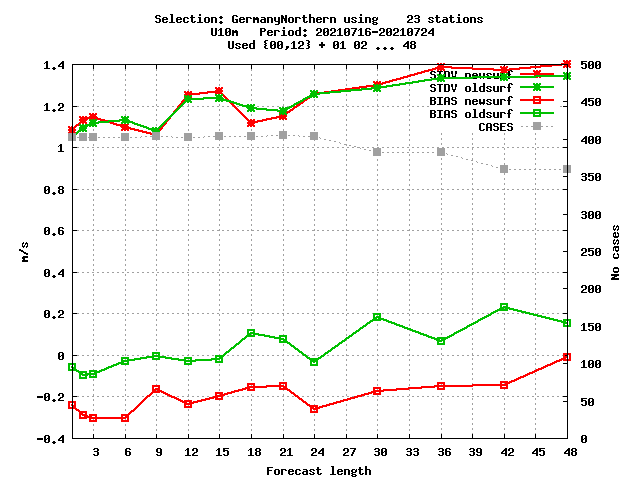 Selection: GermanyNorthern using    23 stations
U10m   Period: 20210716-20210724
Used {00,12} + 01 02 ... 48
1.4
1.2
1
0.8
0.6
0.4
0.2
0
-0.2
-0.4
m/s
STDV newsurf
STDV oldsurf
BIAS newsurf
BIAS oldsurf
CASES
500
450
400
350
300
250
200
150
100
50
0
No cases
3 6 9 12 15 18 21 24 27 30 33 36 39 42 45 48
Forecast length